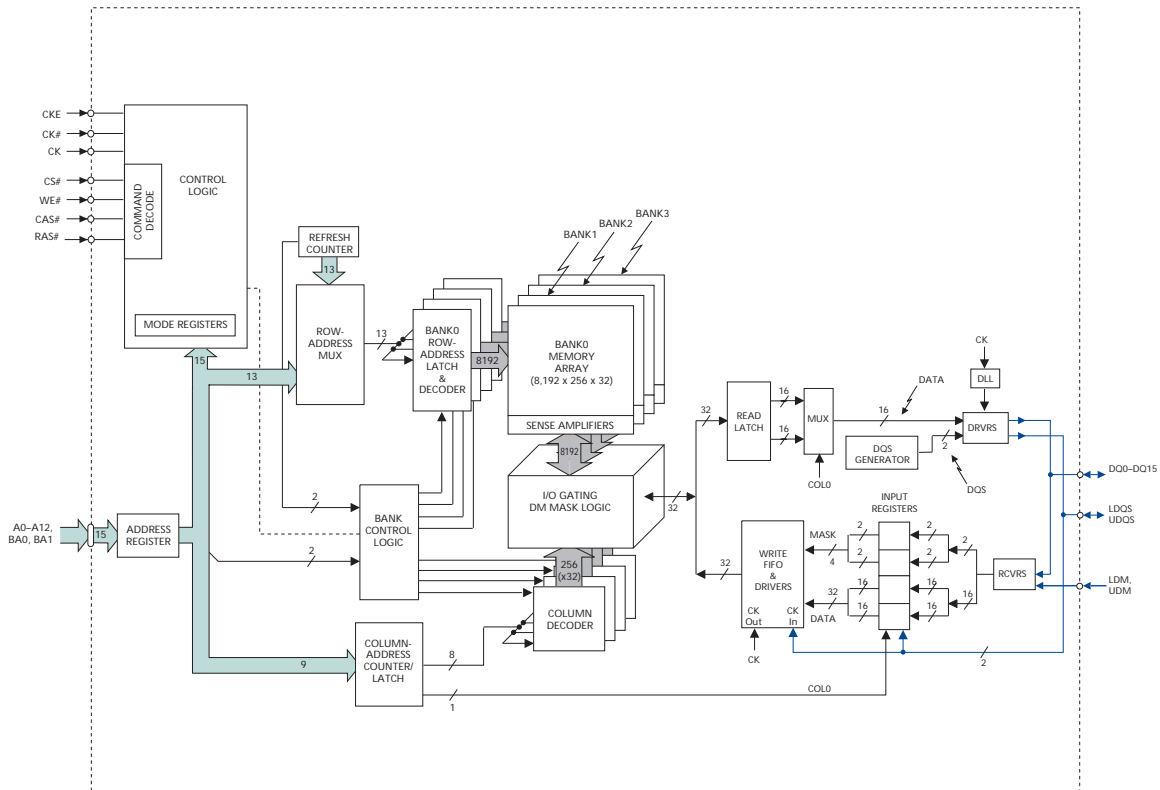 CKE
CK#
CK
CS#
WE#
CAS#
RAS#
COMMAND
DECODE
CONTROL
LOGIC
MODE REGISTERS
15
REFRESH
COUNTER
13
ROW-
ADDRESS
MUX
13
13
BANK0
ROW-
ADDRESS
LATCH
&
DECODER
8192
BANK1
BANK2
BANK3
BANK0
MEMORY
ARRAY
(8,192 x 256 x 32)
SENSE AMPLIFIERS
8192
I/O GATING
DM MASK LOGIC
32
A0–A12,
BA0, BA1
15
ADDRESS
REGISTER
2
2
BANK
CONTROL
LOGIC
256
(x32)
COLUMN
DECODER
9
COLUMN-
ADDRESS
COUNTER/
LATCH
8
1
COL0
32
READ
LATCH
16
16
MUX
COL0
16
DATA
DQS
GENERATOR
2
DQS
CK
DLL
DRVRS
DQ0–DQ15
LDQS
UDQS
LDM,
UDM
32
WRITE
FIFO
&
DRIVERS
CK
Out
CK
In
CK
MASK
4
32
DATA
INPUT
REGISTERS
2
2
16
16
2
2
16
16
2
16
RCVRS
2